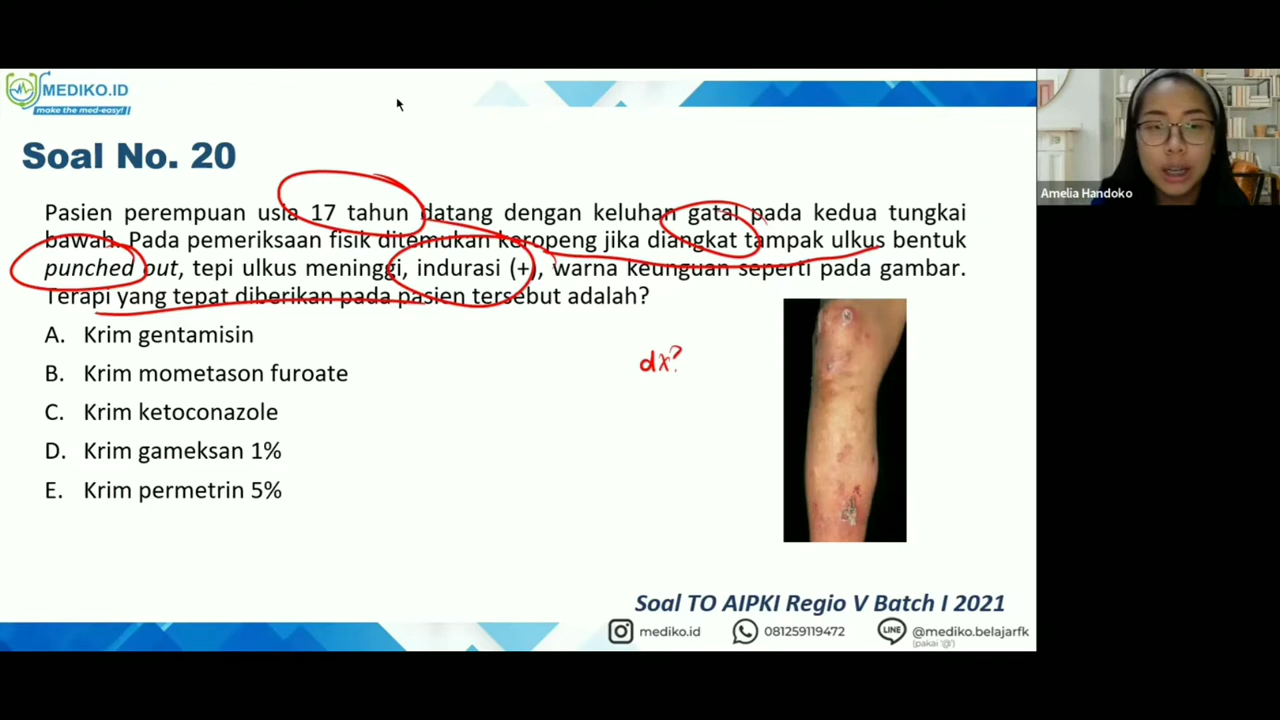 MEDIKO.ID
make the med-easy!
Soal No. 20
Pasien perempuan usia 17 tahun datang dengan keluhan gatal pada kedua tungkai
bawah. Pada pemeriksaan fisik ditemukan keropeng jika diangkat tampak ulkus bentuk
punched out, tepi ulkus meninggi, indurasi (+), warna keunguan seperti pada gambar.
Terapi yang tepat diberikan pada pasien tersebut adalah?
A. Krim gentamisin
B. Krim mometason furoate
C. Krim ketoconazole
D. Krim gameksan 1%
E. Krim permetrin 5%
dx?
Soal TO AIPKI Regio V Batch I 2021
mediko.id
081259119472
LINE
@mediko.belajarfk
(pakai '@')
Amelia Handoko